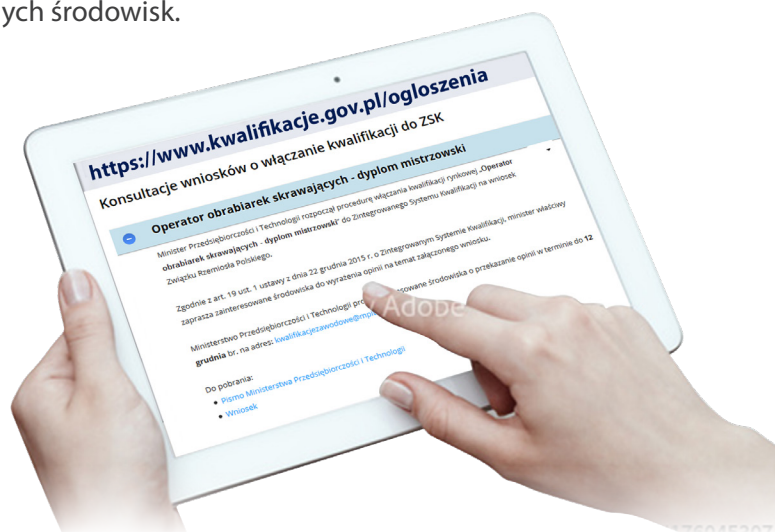 ych środowisk.
https://www.kwalifikacje.gov.pl/ogloszenia
Konsultacje wniosków o włączanie kwalifikacji do ZSK
Operator obrabiarek skrawających - dyplom mistrzowski
Minister Przedsiębiorczości i Technologii rozpoczął procedurę włączania kwalifikacji rynkowej „Operator
obrabiarek skrawających - dyplom mistrzowski" do Zintegrowanego Systemu Kwalifikacji na wniosek
Związku Rzemiosła Polskiego.
Zgodnie z art. 19 ust. 1 ustawy z dnia 22 grudnia 2015 r. o Zintegrowanym Systemie Kwalifikacji, minister właściwy
zaprasza zainteresowane środowiska do wyrażenia opinii na temat załączonego wniosku.
Ministerstwo Przedsiębiorczości i Technologii środowiska o przekazanie opinii w terminie do 12
grudnia br. na adres: kwalifikacjezawodowe@
Do pobrania:
Pismo Ministerstwa Przedsiębiorczości i Technologii
Wniosek
Adobe